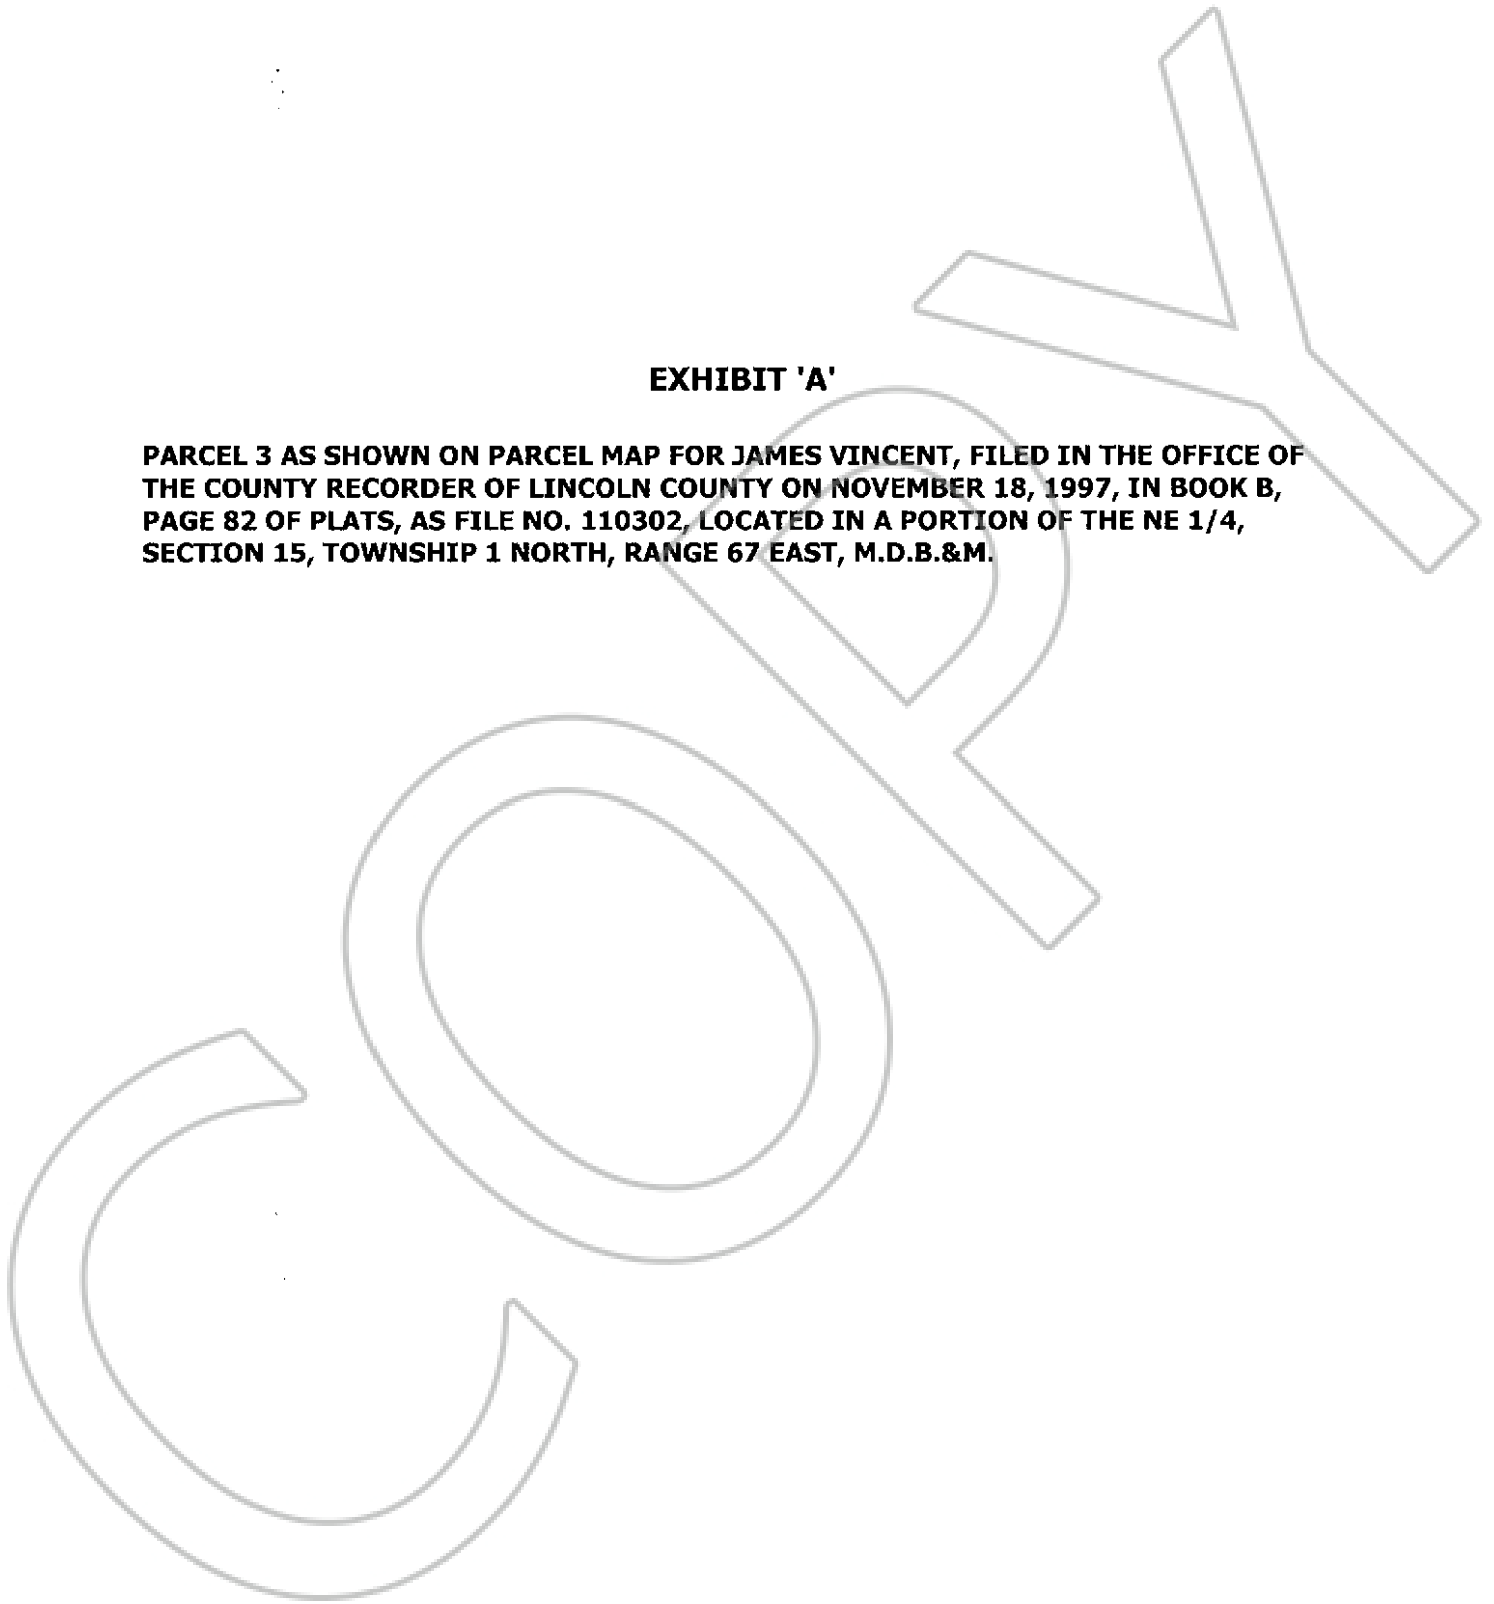 EXHIBIT 'A'
PARCEL 3 AS SHOWN ON PARCEL MAP FOR JAMES VINCENT, FILED IN THE OFFICE OF
THE COUNTY RECORDER OF LINCOLN COUNTY ON NOVEMBER 18, 1997, IN BOOK B,
PAGE 82 OF PLATS, AS FILE NO. 110302, LOCATED IN A PORTION OF THE NE 1/4,
SECTION 15, TOWNSHIP 1 NORTH, RANGE 67 EAST, M.D.B.&M.
COPY